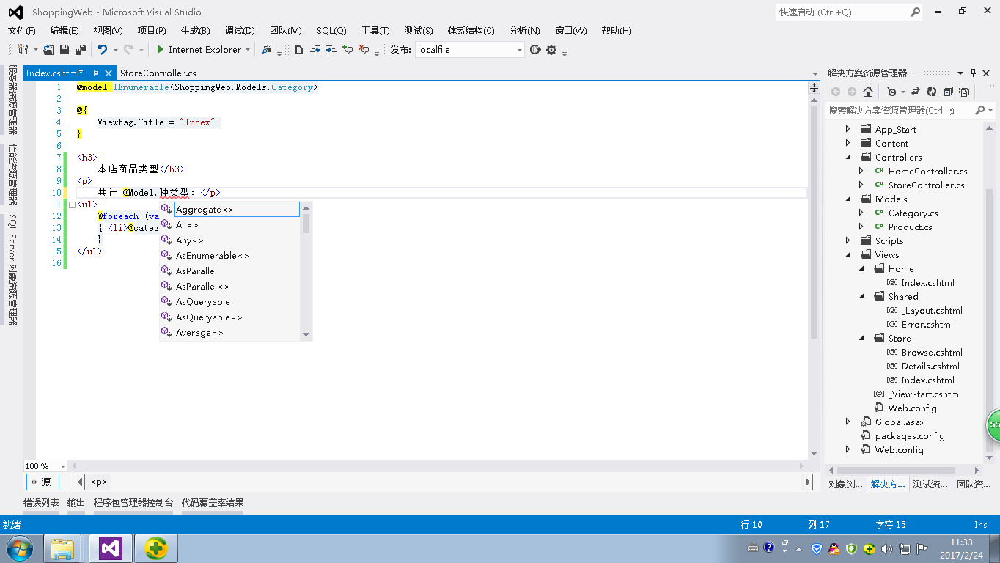 ShoppingWeb - Microsoft Visual Studio
快速启动 (Ctrl+Q)
文件(F) 编辑(E) 视图(V) 项目(P) 生成(B) 调试(D) 团队(M) SQL(Q) 工具(T) 测试(S) 体系结构(C) 分析(N) 窗口(W) 帮助(H)
Internet Explorer 发布: localfile
服务器资源管理器
性能资源管理器
SQL Server 对象资源管理器
Index.cshtml* StoreController.cs
1 @model IEnumerable<ShoppingWeb.Models.Category>
2
3 @{
4 ViewBag.Title = "Index";
5 }
6
7 <h3>
8 本店商品类型</h3>
9 <p>
10 共计 @Model.种类型: </p>
11 <ul>
12 @foreach (va
13 { <li>@categ
14 }
15 </ul>
16
Aggregate<>
All<>
Any<>
AsEnumerable<>
AsParallel
AsParallel<>
AsQueryable
AsQueryable<>
Average<>
100 %
源 <p>
错误列表 输出 程序包管理器控制台 代码覆盖率结果
解决方案资源管理器
搜索解决方案资源管理器(Ctrl+;)
App_Start
Content
Controllers
C# HomeController.cs
C# StoreController.cs
Models
C# Category.cs
C# Product.cs
Scripts
Views
Home
[@] Index.cshtml
Shared
[@] _Layout.cshtml
[@] Error.cshtml
Store
[@] Browse.cshtml
[@] Details.cshtml
[@] Index.cshtml
[@] _ViewStart.cshtml
Web.config
Global.asax
packages.config
Web.config
55
对象浏... 解决方... 测试资... 团队资...
就绪 行 10 列 17 字符 15 Ins
11:33
2017/2/24